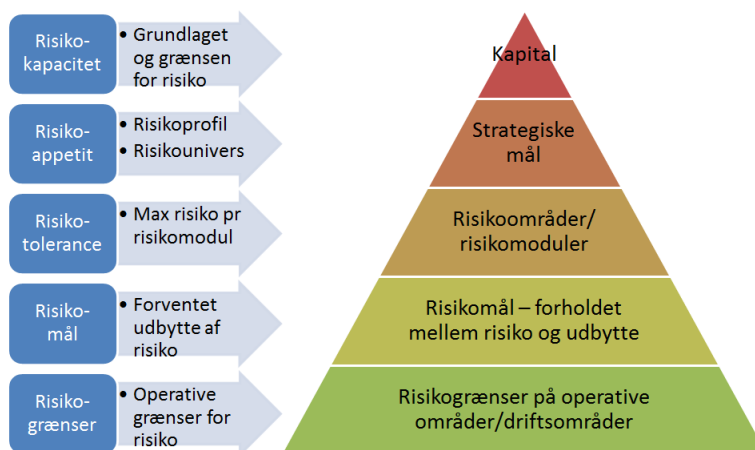 Risiko-
kapacitet
• Grundlaget
og grænsen
for risiko
Kapital
Risiko-
appetit
• Risikoprofil
• Risikounivers
Strategiske
mål
Risiko-
tolerance
• Max risiko pr
risikomodul
Risikoområder/
risikomoduler
Risiko-
mål
• Forventet
udbytte af
risiko
Risikomål – forholdet
mellem risiko og udbytte
Risiko-
grænser
• Operative
grænser for
risiko
Risikogrænser på operative
områder/driftsområder